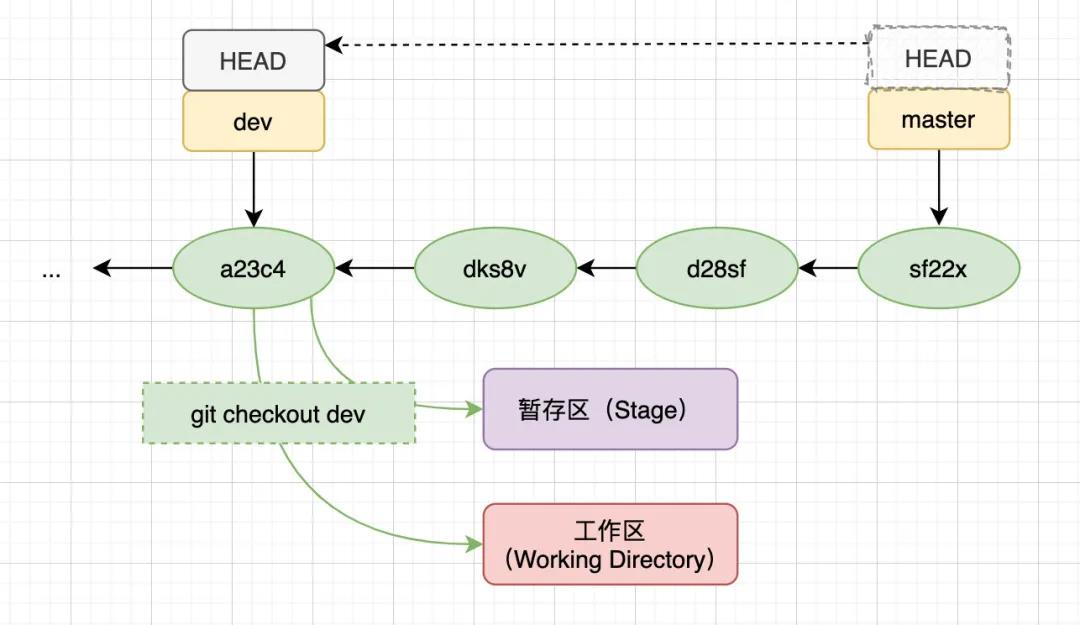 HEAD
HEAD
dev
master
...
a23c4
dks8v
d28sf
sf22x
git checkout dev
暂存区（Stage）
工作区
（Working Directory）